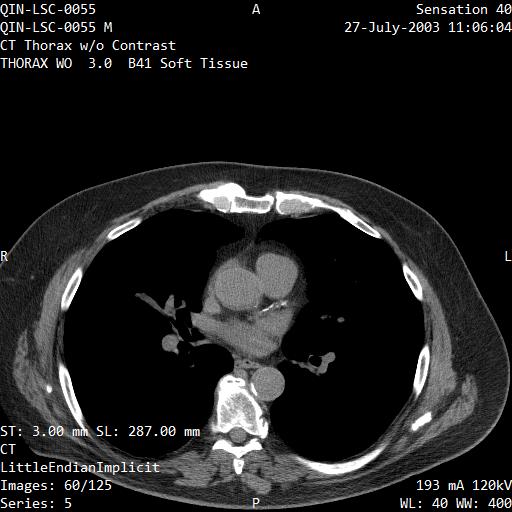 QIN-LSC-0055
A
Sensation 40
QIN-LSC-0055 M
27-July-2003 11:06:04
CT Thorax w/o Contrast
THORAX WO  3.0  B41 Soft Tissue
R
L
ST: 3.00 mm SL: 287.00 mm
CT
LittleEndianImplicit
Images: 60/125
193 mA 120kV
Series: 5
P
WL: 40 WW: 400